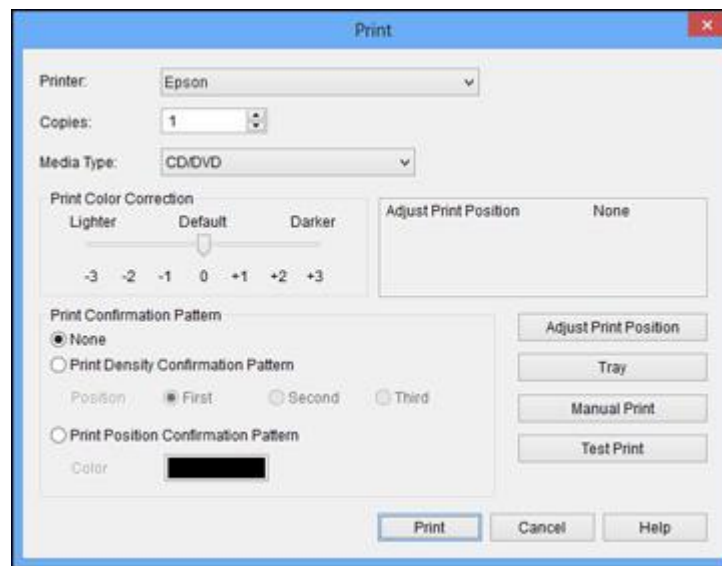 Print
x
Printer: Epson
Copies: 1
Media Type: CD/DVD
Print Color Correction
Lighter Default Darker
-3 -2 -1 0 +1 +2 +3
Adjust Print Position None
Print Confirmation Pattern
None
Print Density Confirmation Pattern
Position First Second Third
Print Position Confirmation Pattern
Color
Adjust Print Position
Tray
Manual Print
Test Print
Print Cancel Help